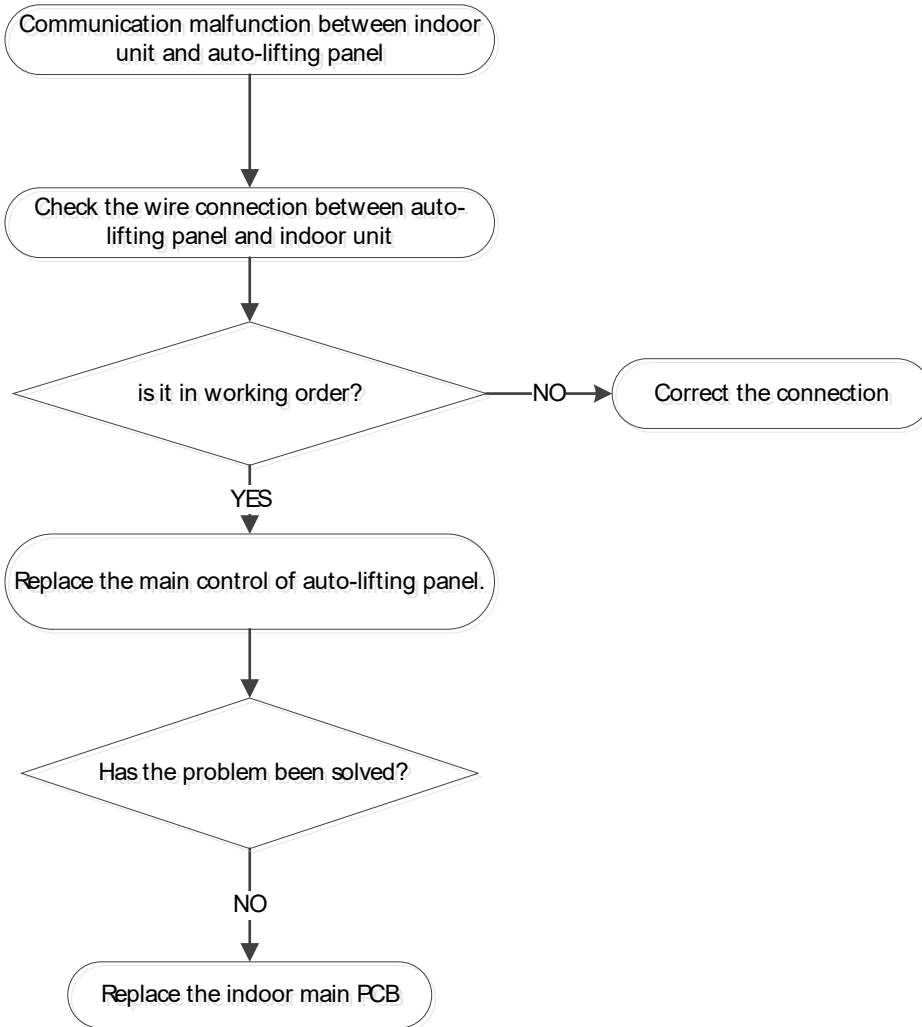 Communication malfunction between indoor
unit and auto-lifting panel
Check the wire connection between auto-
lifting panel and indoor unit
is it in working order?
NO
Correct the connection
YES
Replace the main control of auto-lifting panel.
Has the problem been solved?
NO
Replace the indoor main PCB